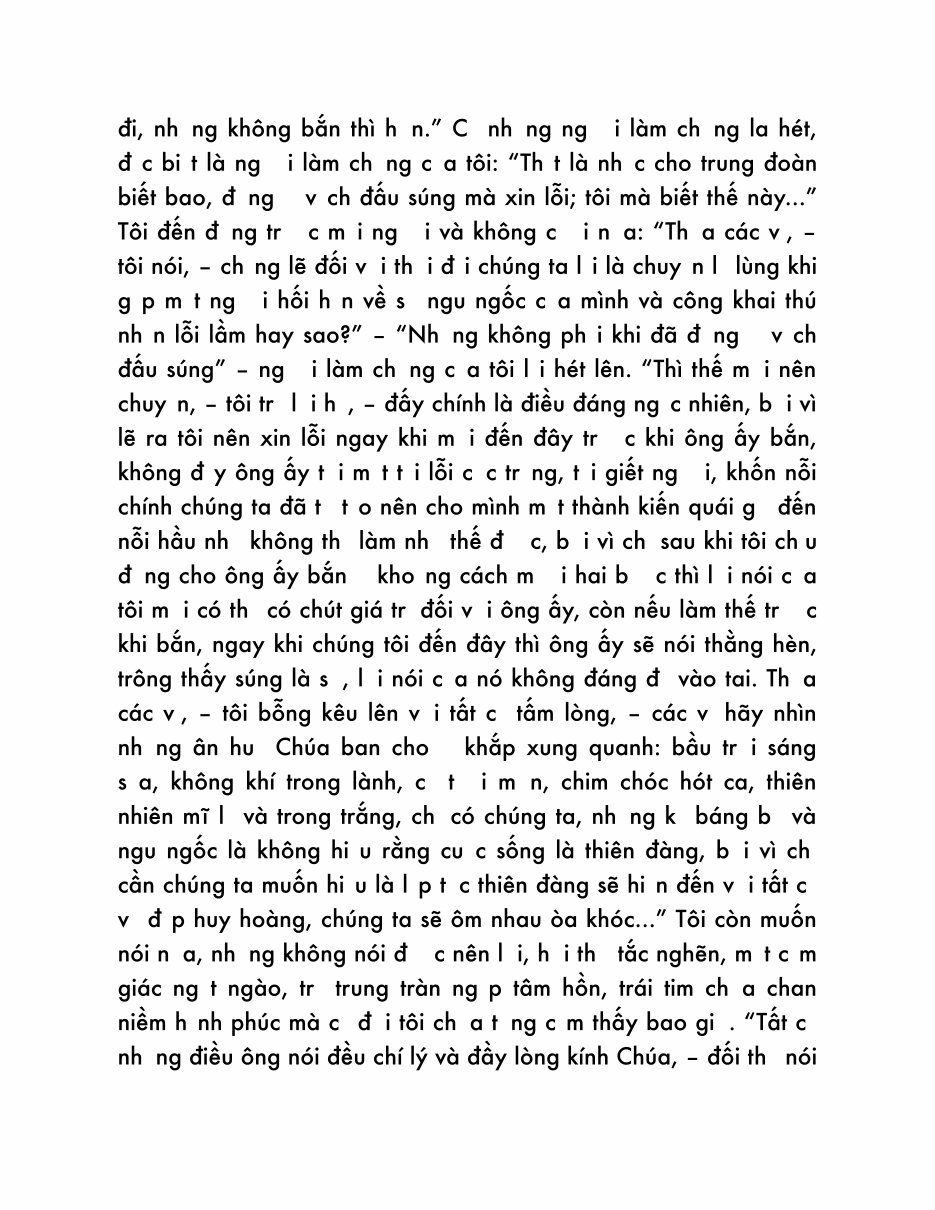 đi, nh ng không bắn thì h n.” C nh ng ng i làm ch ng la hét,
đ c bi t là ng i làm ch ng c a tôi: “Th t là nh c cho trung đoàn
biết bao, đ ng v ch đấu súng mà xin lỗi; tôi mà biết thế này...”
Tôi đến đ ng tr c m i ng i và không c i n a: “Th a các v , –
tôi nói, – ch ng lẽ đối v i th i đ i chúng ta l i là chuy n l lùng khi
g p m t ng i hối h n về s ngu ngốc c a mình và công khai thú
nh n lỗi lầm hay sao?” – “Nh ng không ph i khi đã đ ng v ch
đấu súng” – ng i làm ch ng c a tôi l i hét lên. “Thì thế m i nên
chuy n, – tôi tr l i h , – đấy chính là điều đáng ng c nhiên, b i vì
lẽ ra tôi nên xin lỗi ngay khi m i đến đây tr c khi ông ấy bắn,
không đ y ông ấy t i m t t i lỗi c c tr ng, t i giết ng i, khốn nỗi
chính chúng ta đã t t o nên cho mình m t thành kiến quái g đến
nỗi hầu nh không th làm nh thế đ c, b i vì ch sau khi tôi ch u
đ ng cho ông ấy bắn kho ng cách m i hai b c thì l i nói c a
tôi m i có th có chút giá tr đối v i ông ấy, còn nếu làm thế tr c
khi bắn, ngay khi chúng tôi đến đây thì ông ấy sẽ nói thằng hèn,
trông thấy súng là s , l i nói c a nó không đáng đ vào tai. Th a
các v , – tôi bỗng kêu lên v i tất c tấm lòng, – các v hãy nhìn
nh ng ân hu Chúa ban cho khắp xung quanh: bầu tr i sáng
s a, không khí trong lành, c t i m n, chim chóc hót ca, thiên
nhiên mĩ l và trong trắng, ch có chúng ta, nh ng k báng b và
ngu ngốc là không hi u rằng cu c sống là thiên đàng, b i vì ch
cần chúng ta muốn hi u là l p t c thiên đàng sẽ hi n đến v i tất c
v đ p huy hoàng, chúng ta sẽ ôm nhau òa khóc...” Tôi còn muốn
nói n a, nh ng không nói đ c nên l i, h i th tắc nghẽn, m t c m
giác ng t ngào, tr trung tràn ng p tâm hồn, trái tim ch a chan
niềm h nh phúc mà c đ i tôi ch a t ng c m thấy bao gi . “Tất c
nh ng điều ông nói đều chí lý và đầy lòng kính Chúa, – đối th nói